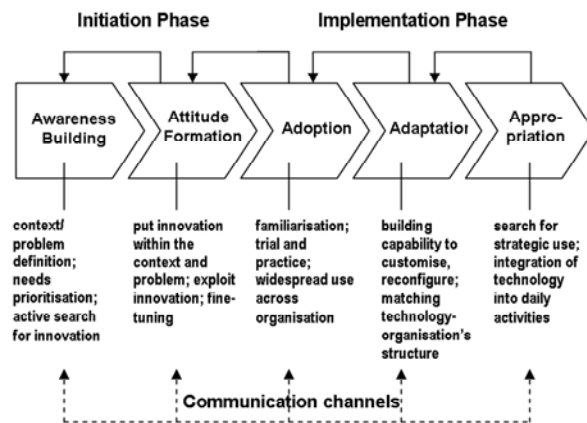 Initiation Phase
Implementation Phase
Awareness
Building
Attitude
Formation
Adoption
Adaptation
Appro-
priation
context/
problem
definition;
needs
prioritisation;
active search
for innovation
put innovation
within the
context and
problem; exploit
innovation; fine-
tuning
familiarisation;
trial and
practice;
widespread use
across
organisation
building
capability to
customise,
reconfigure;
matching
technology-
organisation's
structure
search for
strategic use;
integration of
technology
into daily
activities
Communication channels